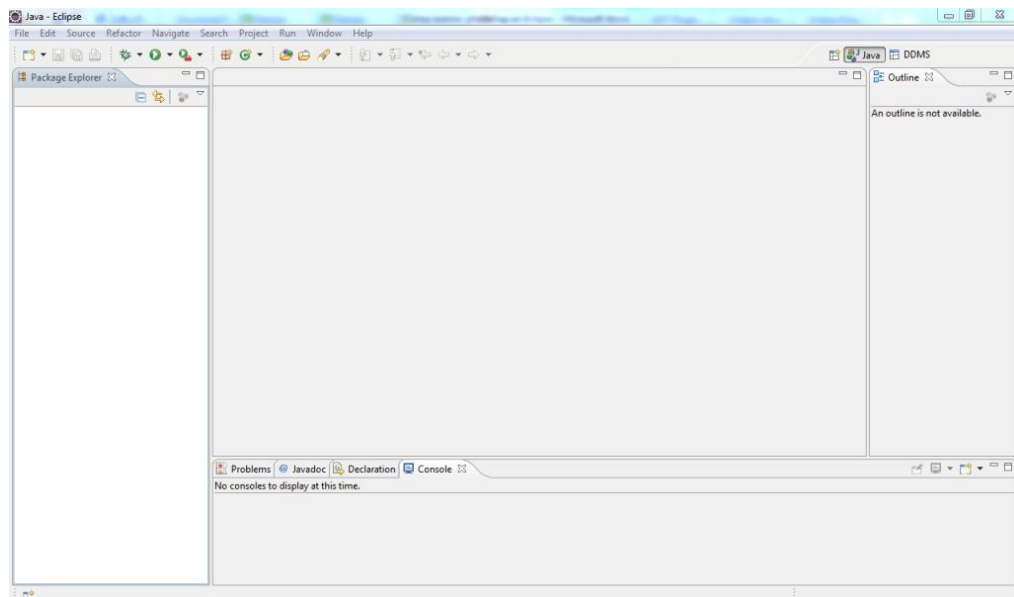 Java - Eclipse
File Edit Source Refactor Navigate Search Project Run Window Help
Java DDMS
Package Explorer
Outline
An outline is not available.
Problems Javadoc Declaration Console
No consoles to display at this time.